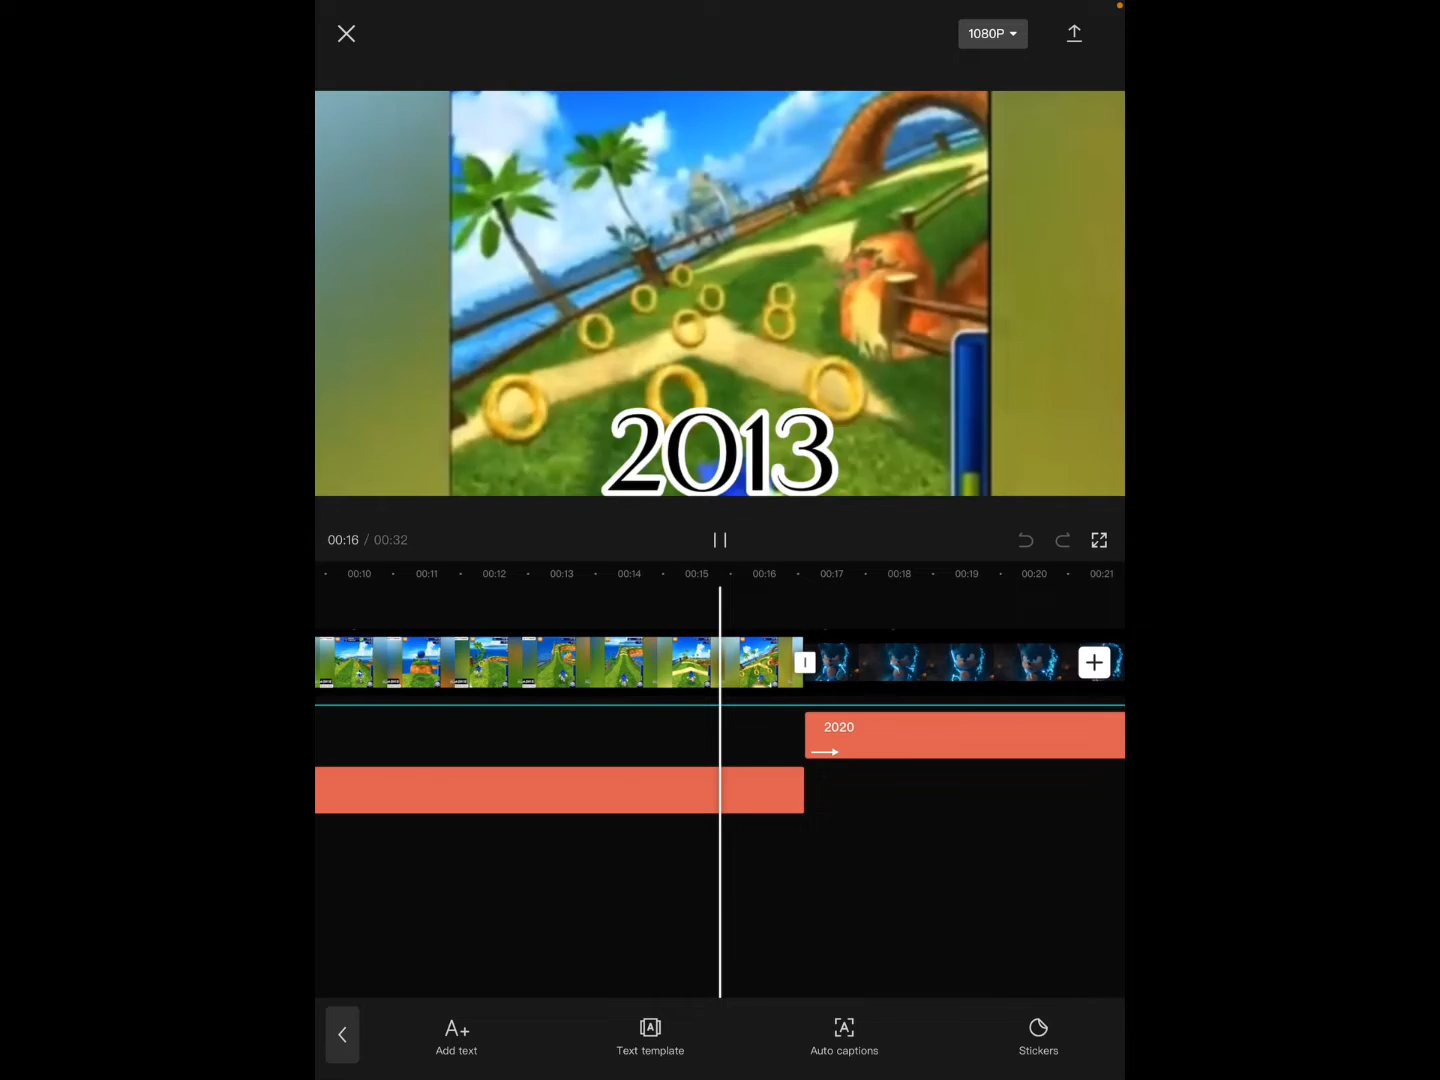 1080P
2013
00:16 / 00:32
00:10 00:11 00:12 00:13 00:14 00:15 00:16 00:17 00:18 00:19 00:20 00:21
2020
A+
A
A
Add text
Text template
Auto captions
Stickers